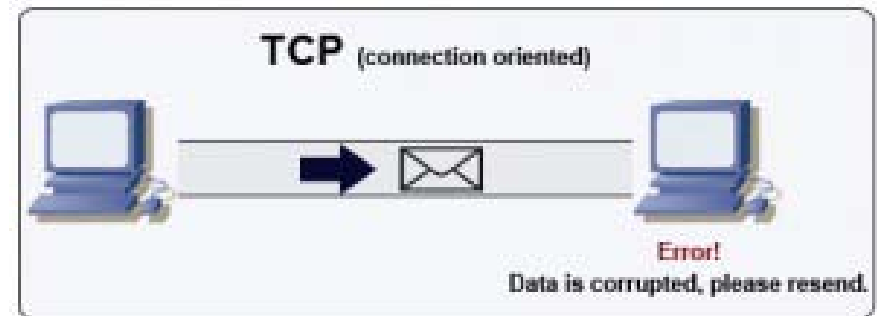 TCP (connection oriented)
Error!
Data is corrupted, please resend.